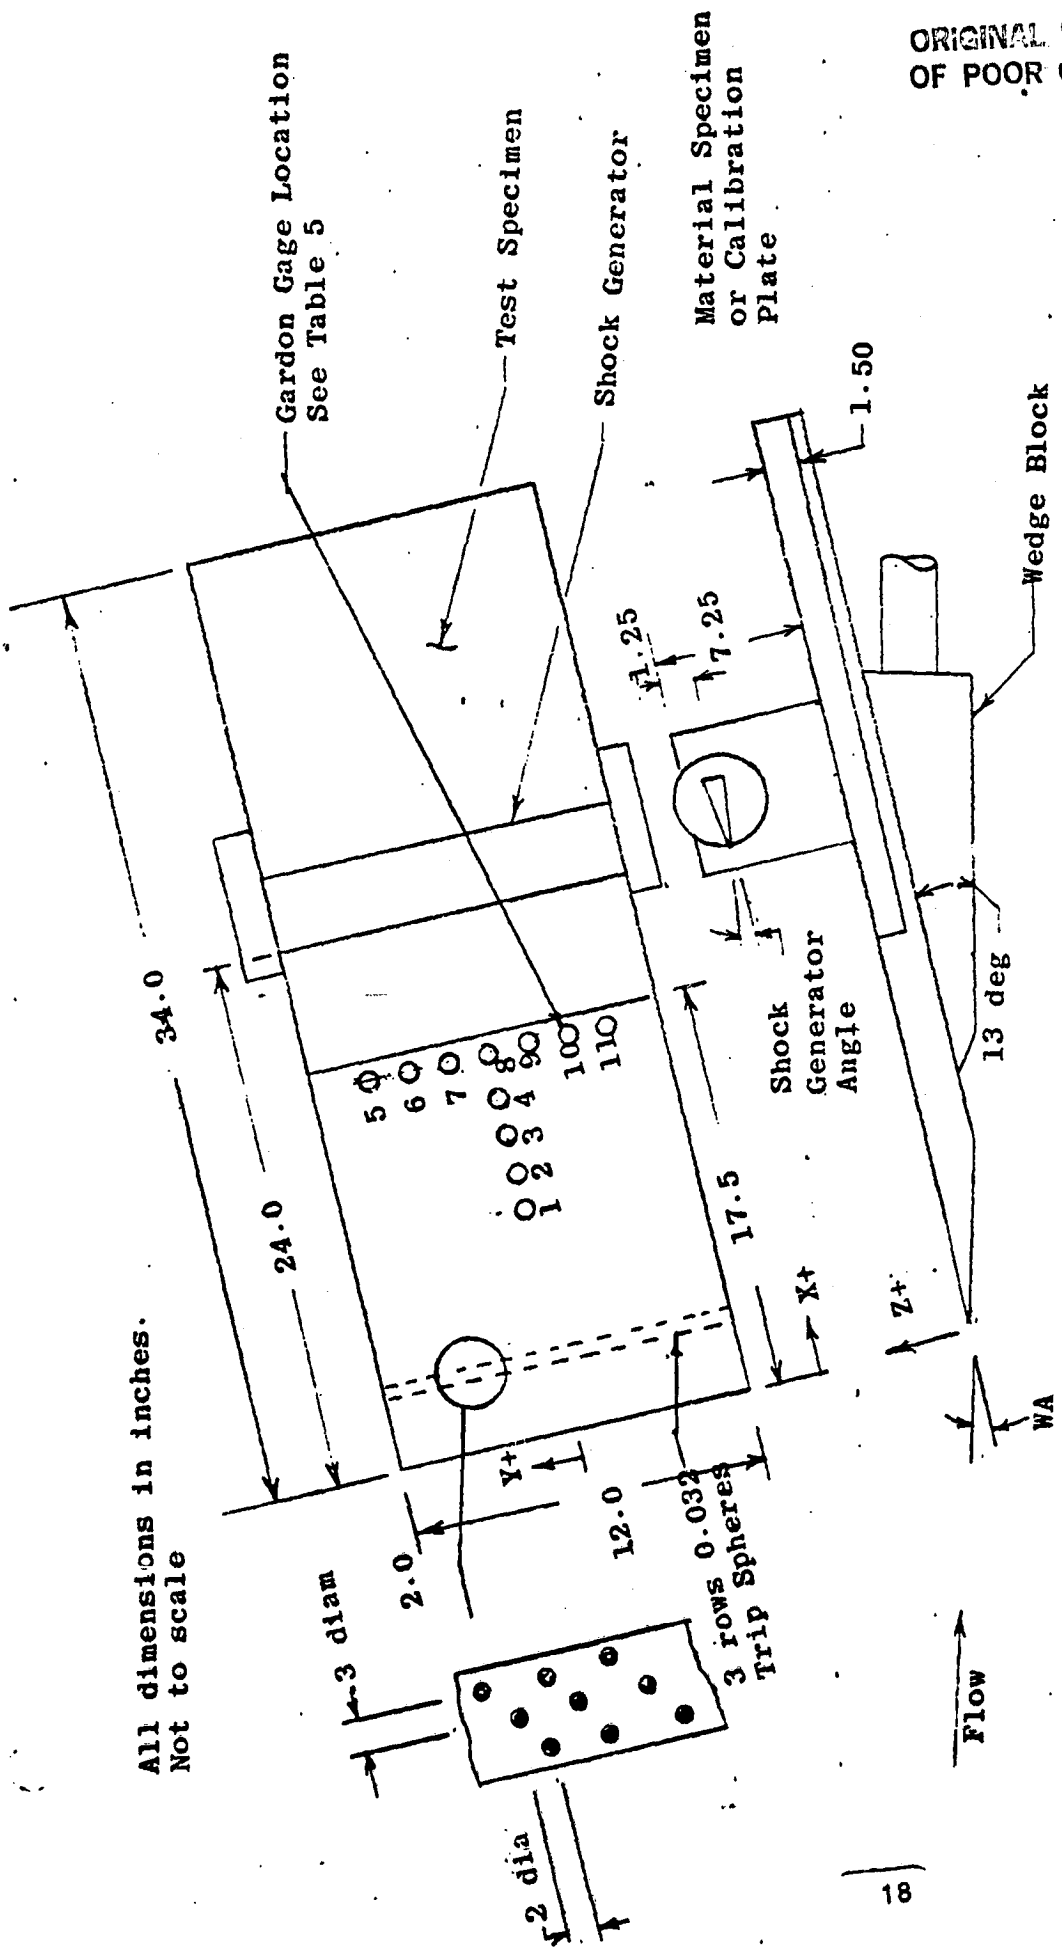 ORIGINAL
OF POOR
All dimensions in inches.
Not to scale
Gardon Gage Location
See Table 5
Test Specimen
Shock Generator
Material Specimen
or Calibration
Plate
34.0
24.0
3 diam
2.0
2 dia
Y+
12.0
3 rows 0.032
Trip Spheres
1
2
3
4
5
6
7
8
9
10
11
17.5
X+
1.25
7.25
1.50
Shock
Generator
Angle
Z+
WA
13 deg
Wedge Block
Flow
18